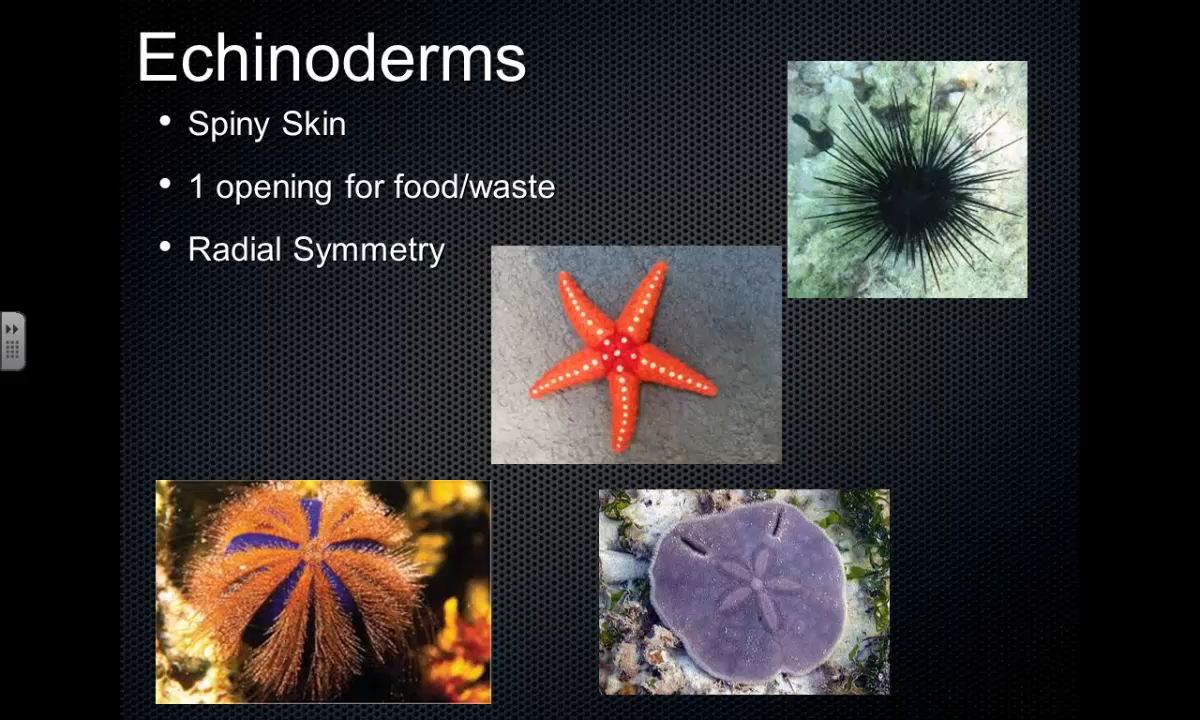 Echinoderms
• Spiny Skin
• 1 opening for food/waste
• Radial Symmetry